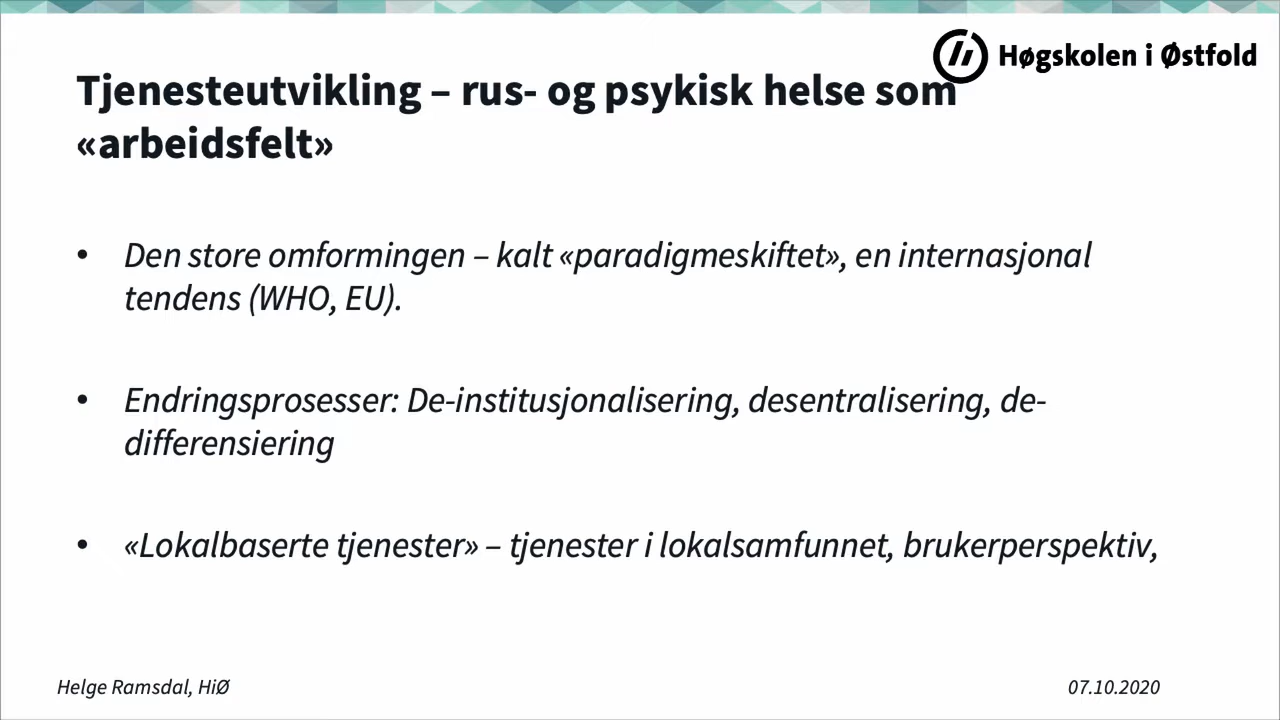 Høgskolen i Østfold
Tjenesteutvikling – rus- og psykisk helse som
«arbeidsfelt»
• Den store omformingen – kalt «paradigmeskiftet», en internasjonal
tendens (WHO, EU).
• Endringsprosesser: De-institusjonalisering, desentralisering, de-
differensiering
• «Lokalbaserte tjenester» – tjenester i lokalsamfunnet, brukerperspektiv,
Helge Ramsdal, HiØ
07.10.2020